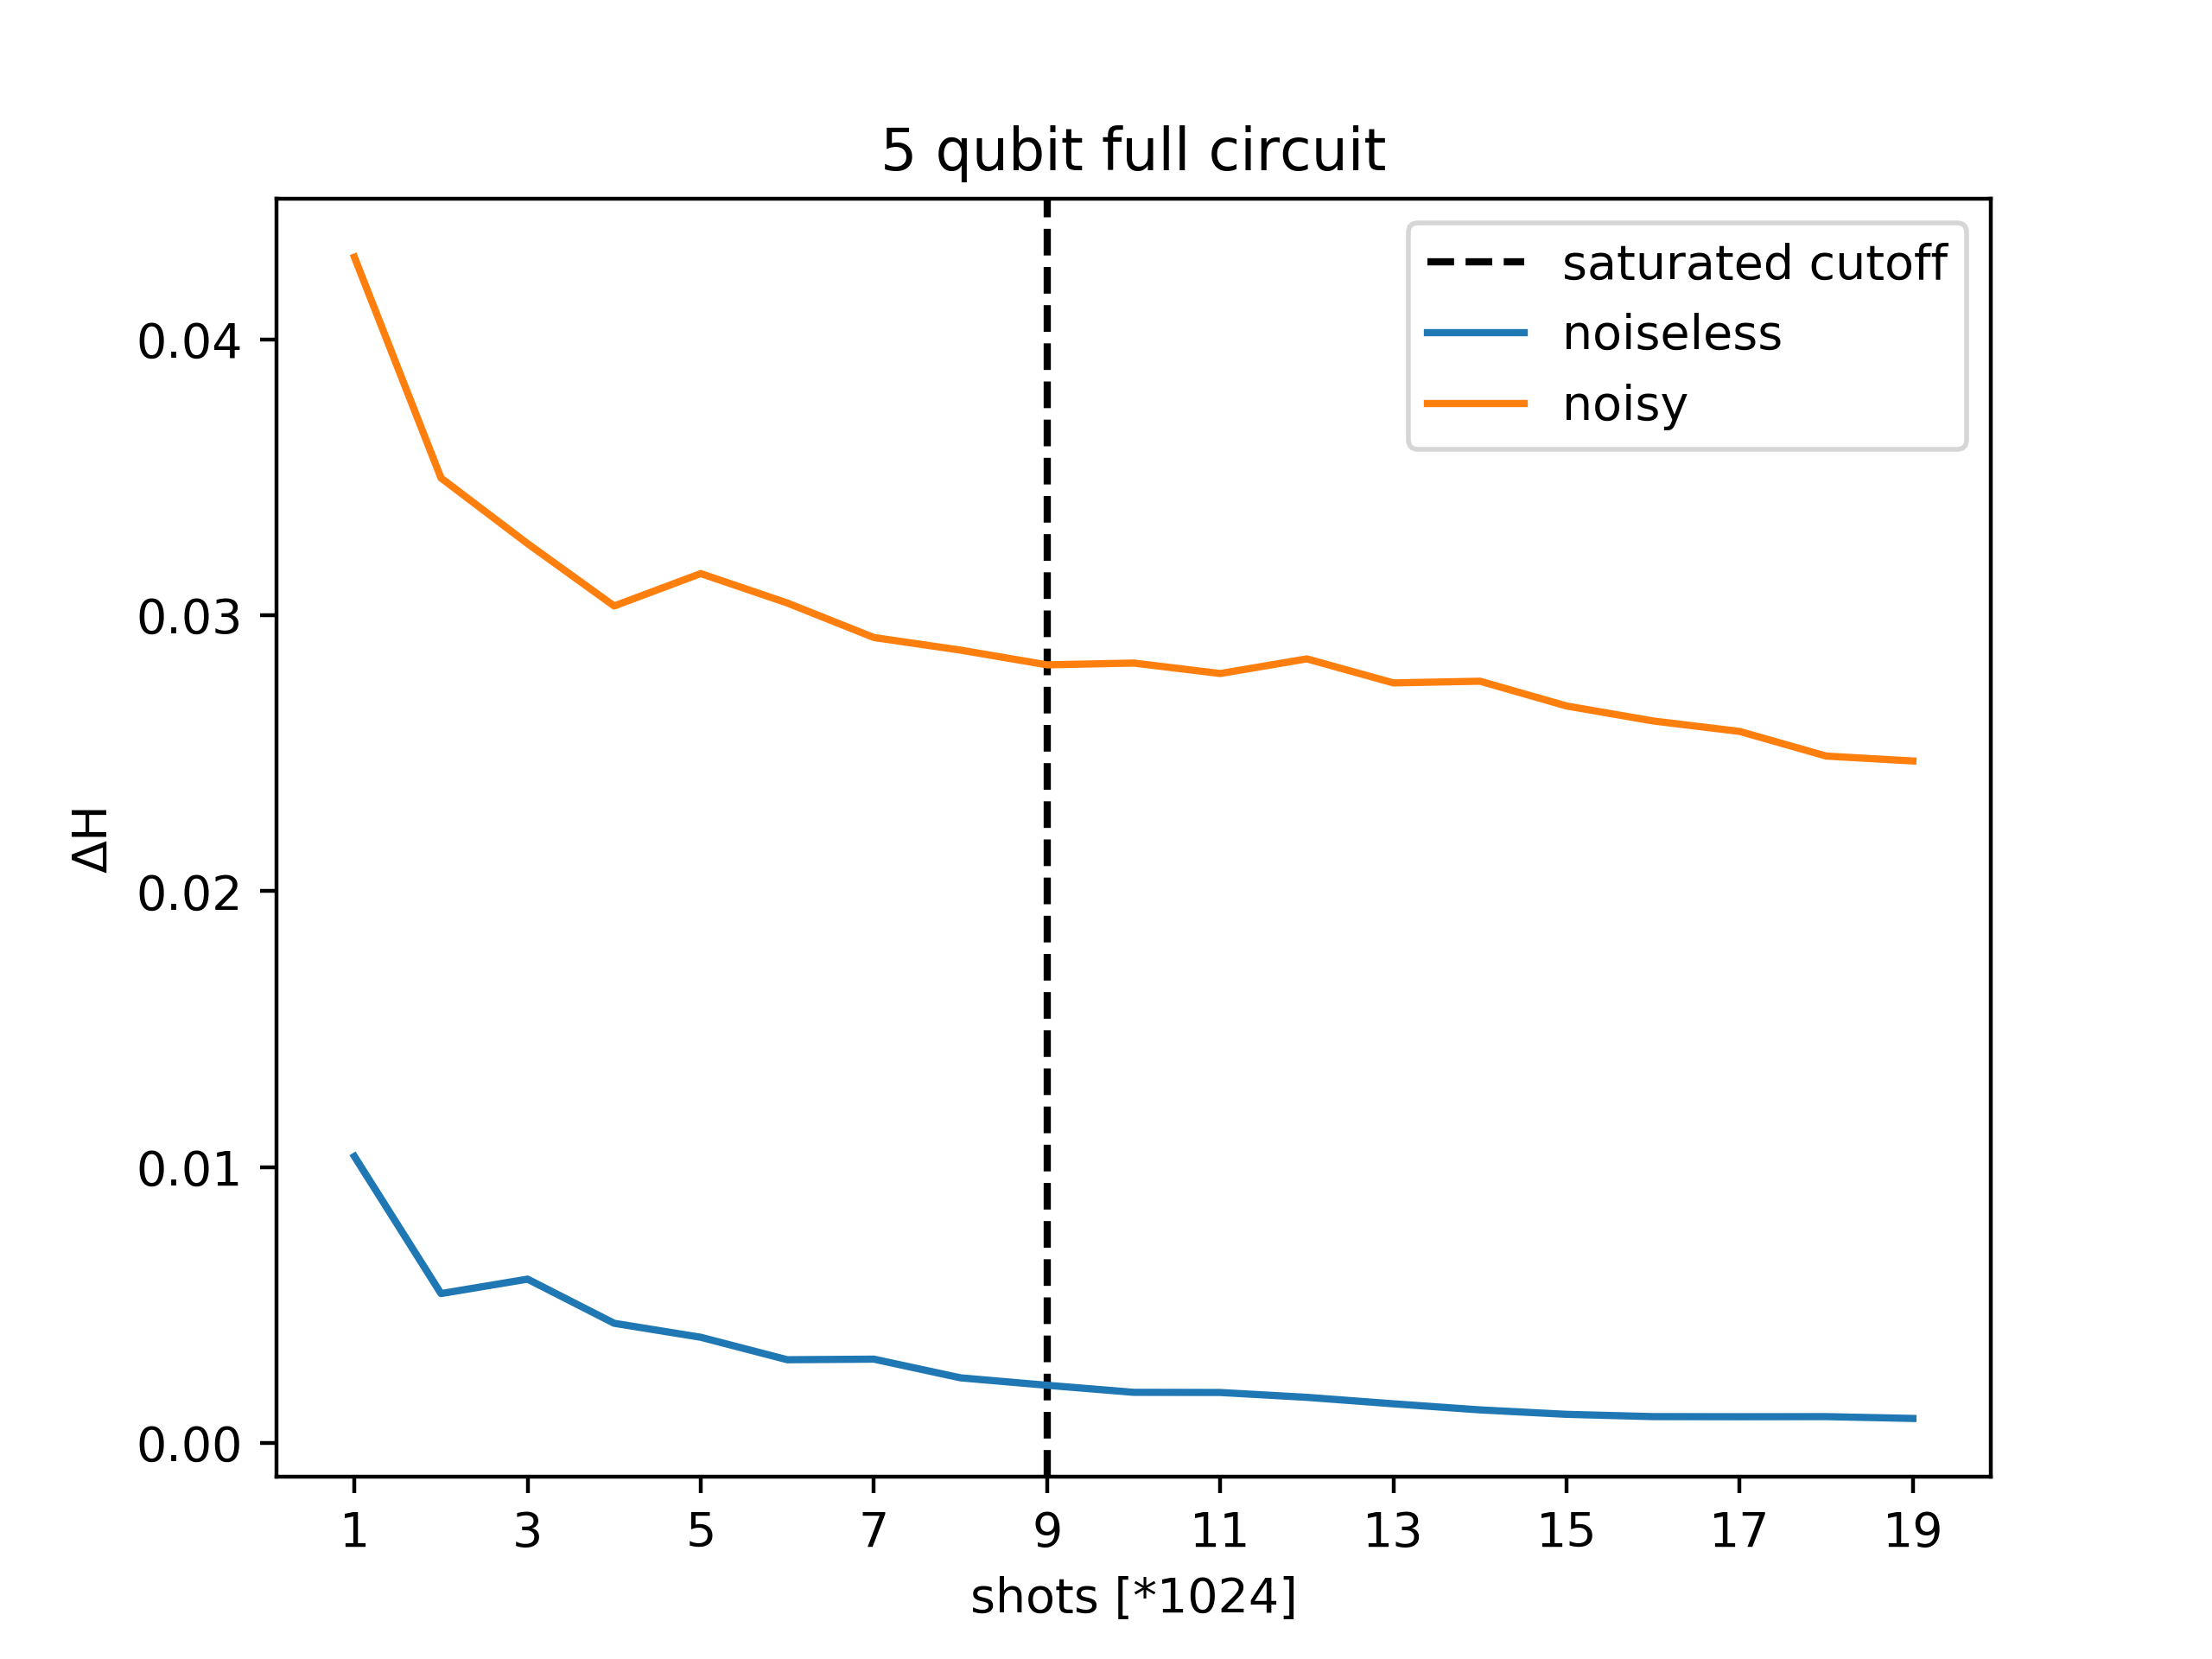 5 qubit full circuit
saturated cutoff
noiseless
noisy
0.04
0.03
0.02
0.01
0.00
ΔH
1 3 5 7 9 11 13 15 17 19
shots [*1024]